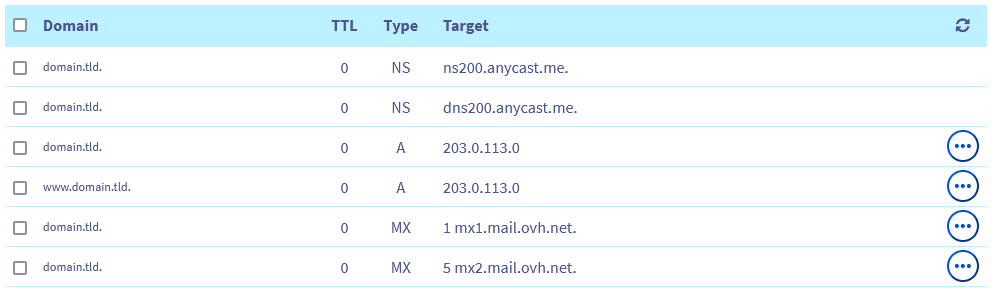 Domain TTL Type Target
domain.tld. 0 NS ns200.anycast.me.
domain.tld. 0 NS dns200.anycast.me.
domain.tld. 0 A 203.0.113.0
www.domain.tld. 0 A 203.0.113.0
domain.tld. 0 MX 1 mx1.mail.ovh.net.
domain.tld. 0 MX 5 mx2.mail.ovh.net.